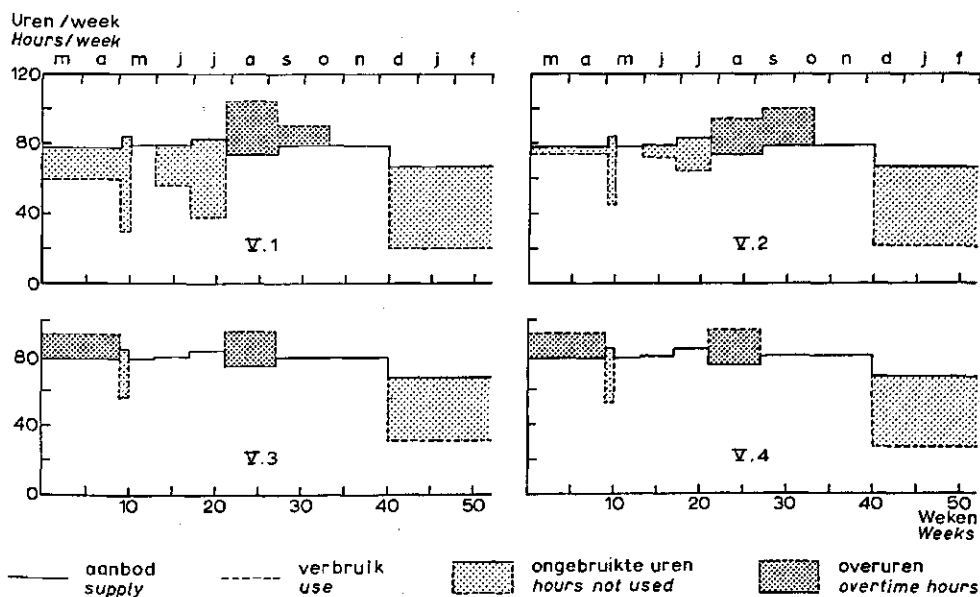 Uren /week
Hours/week
m a m j j a s o n d j f
m a m j j a s o n d j f
120
80
40
0
V.1
V.2
80
40
0
V.3
V.4
10 20 30 40 50
10 20 30 40 50
Weken
Weeks
aanbod
supply
verbruik
use
ongebruikte uren
hours not used
overuren
overtime hours